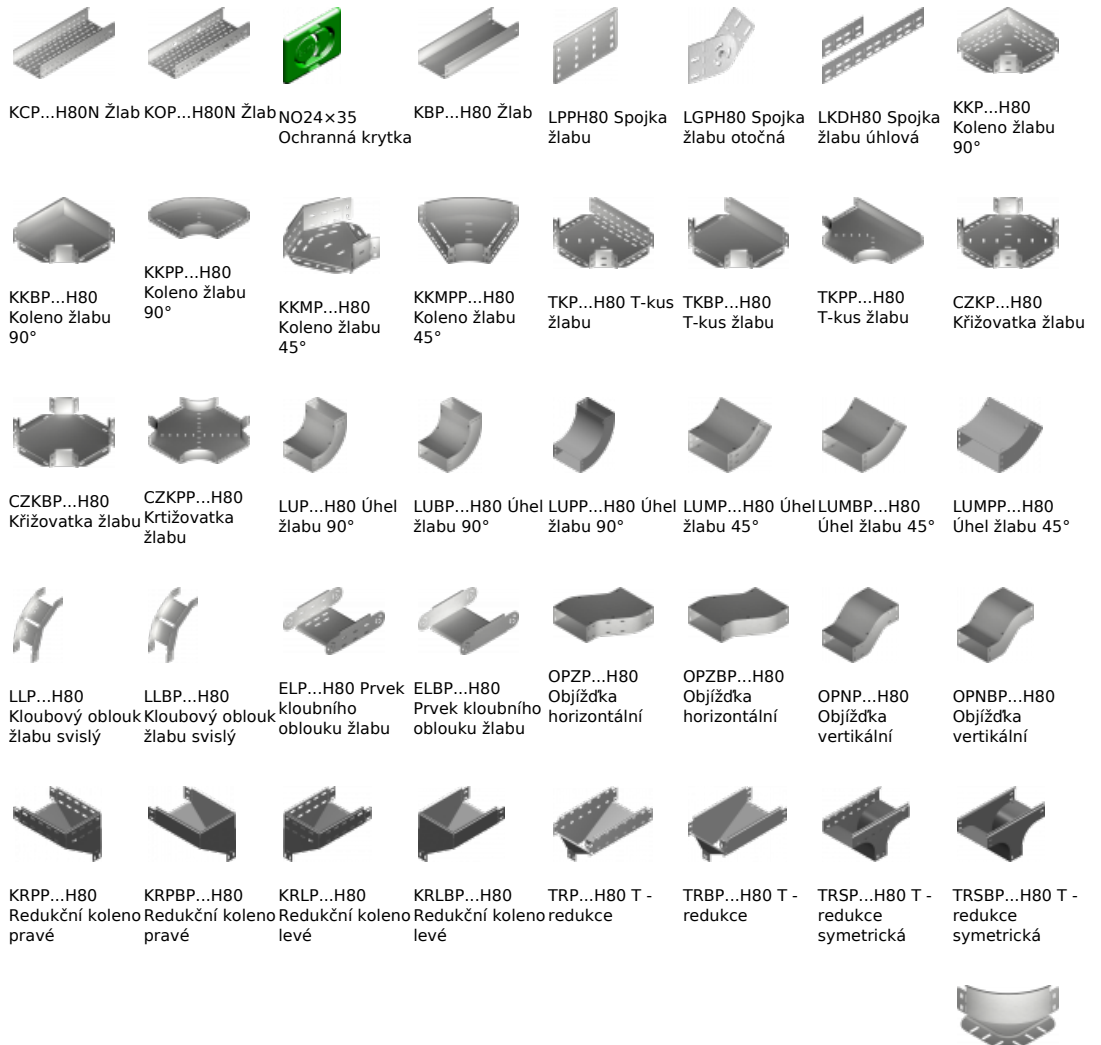 KCP...H80N Žlab
KOP...H80N Žlab
NO24×35
Ochranná krytka
KBP...H80 Žlab
LPPH80 Spojka
žlabu
LGPH80 Spojka
žlabu otočná
LKDH80 Spojka
žlabu úhlová
KKP...H80
Koleno žlabu
90°
KKBP...H80
Koleno žlabu
90°
KKPP...H80
Koleno žlabu
90°
KKMP...H80
Koleno žlabu
45°
KKMPP...H80
Koleno žlabu
45°
TKP...H80 T-kus
žlabu
TKBP...H80
T-kus žlabu
TKPP...H80
T-kus žlabu
CZKP...H80
Křižovatka žlabu
CZKBP...H80
Křižovatka žlabu
CZKPP...H80
Krtižovatka
žlabu
LUP...H80 Úhel
žlabu 90°
LUBP...H80 Úhel
žlabu 90°
LUPP...H80 Úhel
žlabu 90°
LUMP...H80 Úhel
žlabu 45°
LUMBP...H80
Úhel žlabu 45°
LUMPP...H80
Úhel žlabu 45°
LLP...H80
Kloubový oblouk
žlabu svislý
LLBP...H80
Kloubový oblouk
žlabu svislý
ELP...H80 Prvek
kloubního
oblouku žlabu
ELBP...H80
Prvek kloubního
oblouku žlabu
OPZP...H80
Objížďka
horizontální
OPZBP...H80
Objížďka
horizontální
OPNP...H80
Objížďka
vertikální
OPNBP...H80
Objížďka
vertikální
KRPP...H80
Redukční koleno
pravé
KRPBP...H80
Redukční koleno
pravé
KRLP...H80
Redukční koleno
levé
KRLBP...H80
Redukční koleno
levé
TRP...H80 T -
redukce
TRBP...H80 T -
redukce
TRSP...H80 T -
redukce
symetrická
TRSBP...H80 T -
redukce
symetrická